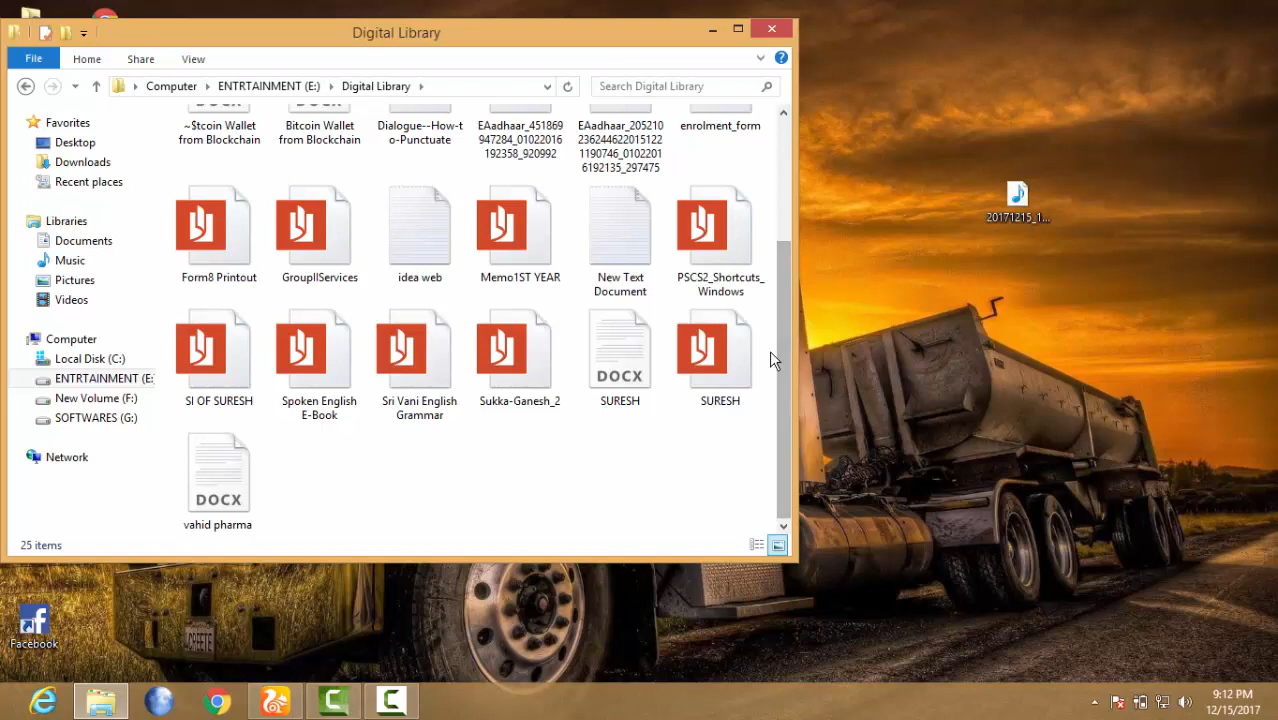 Digital Library
File
Home
Share
View
Computer
ENTRTAINMENT (E:)
Digital Library
Search Digital Library
Favorites
Desktop
Downloads
Recent places
Libraries
Documents
Music
Pictures
Videos
Computer
Local Disk (C:)
ENTRTAINMENT (E:
New Volume (F:)
SOFTWARES (G:)
Network
~$tcoin Wallet
from Blockchain
Bitcoin Wallet
from Blockchain
Dialogue--How-t
o-Punctuate
EAadhaar_451869
947284_01022016
192358_920992
EAadhaar_205210
236244622015122
1190746_0102201
6192135_297475
enrolment_form
Form8 Printout
GroupIIServices
idea web
Memo1ST YEAR
New Text
Document
PSCS2_Shortcuts_
Windows
SI OF SURESH
Spoken English
E-Book
Sri Vani English
Grammar
Sukka-Ganesh_2
DOCX
SURESH
SURESH
DOCX
vahid pharma
25 items
20171215_1...
Facebook
9:12 PM
12/15/2017